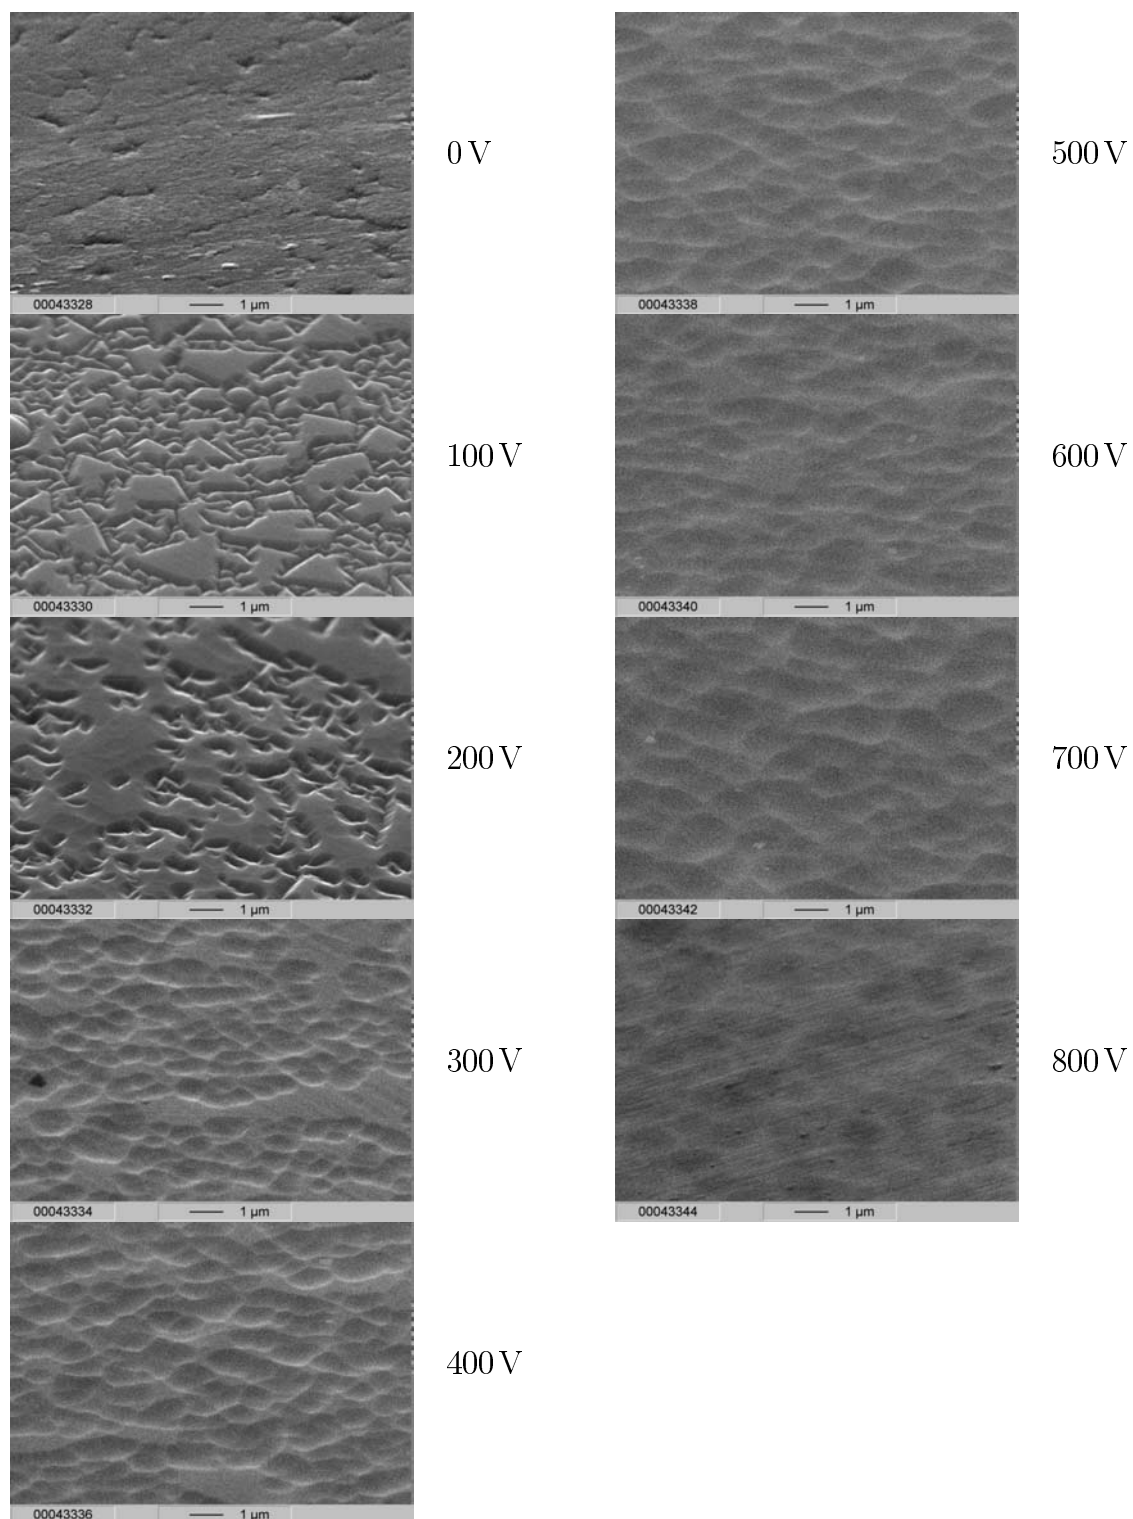 0 V
00043328 1 µm
100 V
00043330 1 µm
200 V
00043332 1 µm
300 V
00043334 1 µm
400 V
00043336 1 µm
500 V
00043338 1 µm
600 V
00043340 1 µm
700 V
00043342 1 µm
800 V
00043344 1 µm